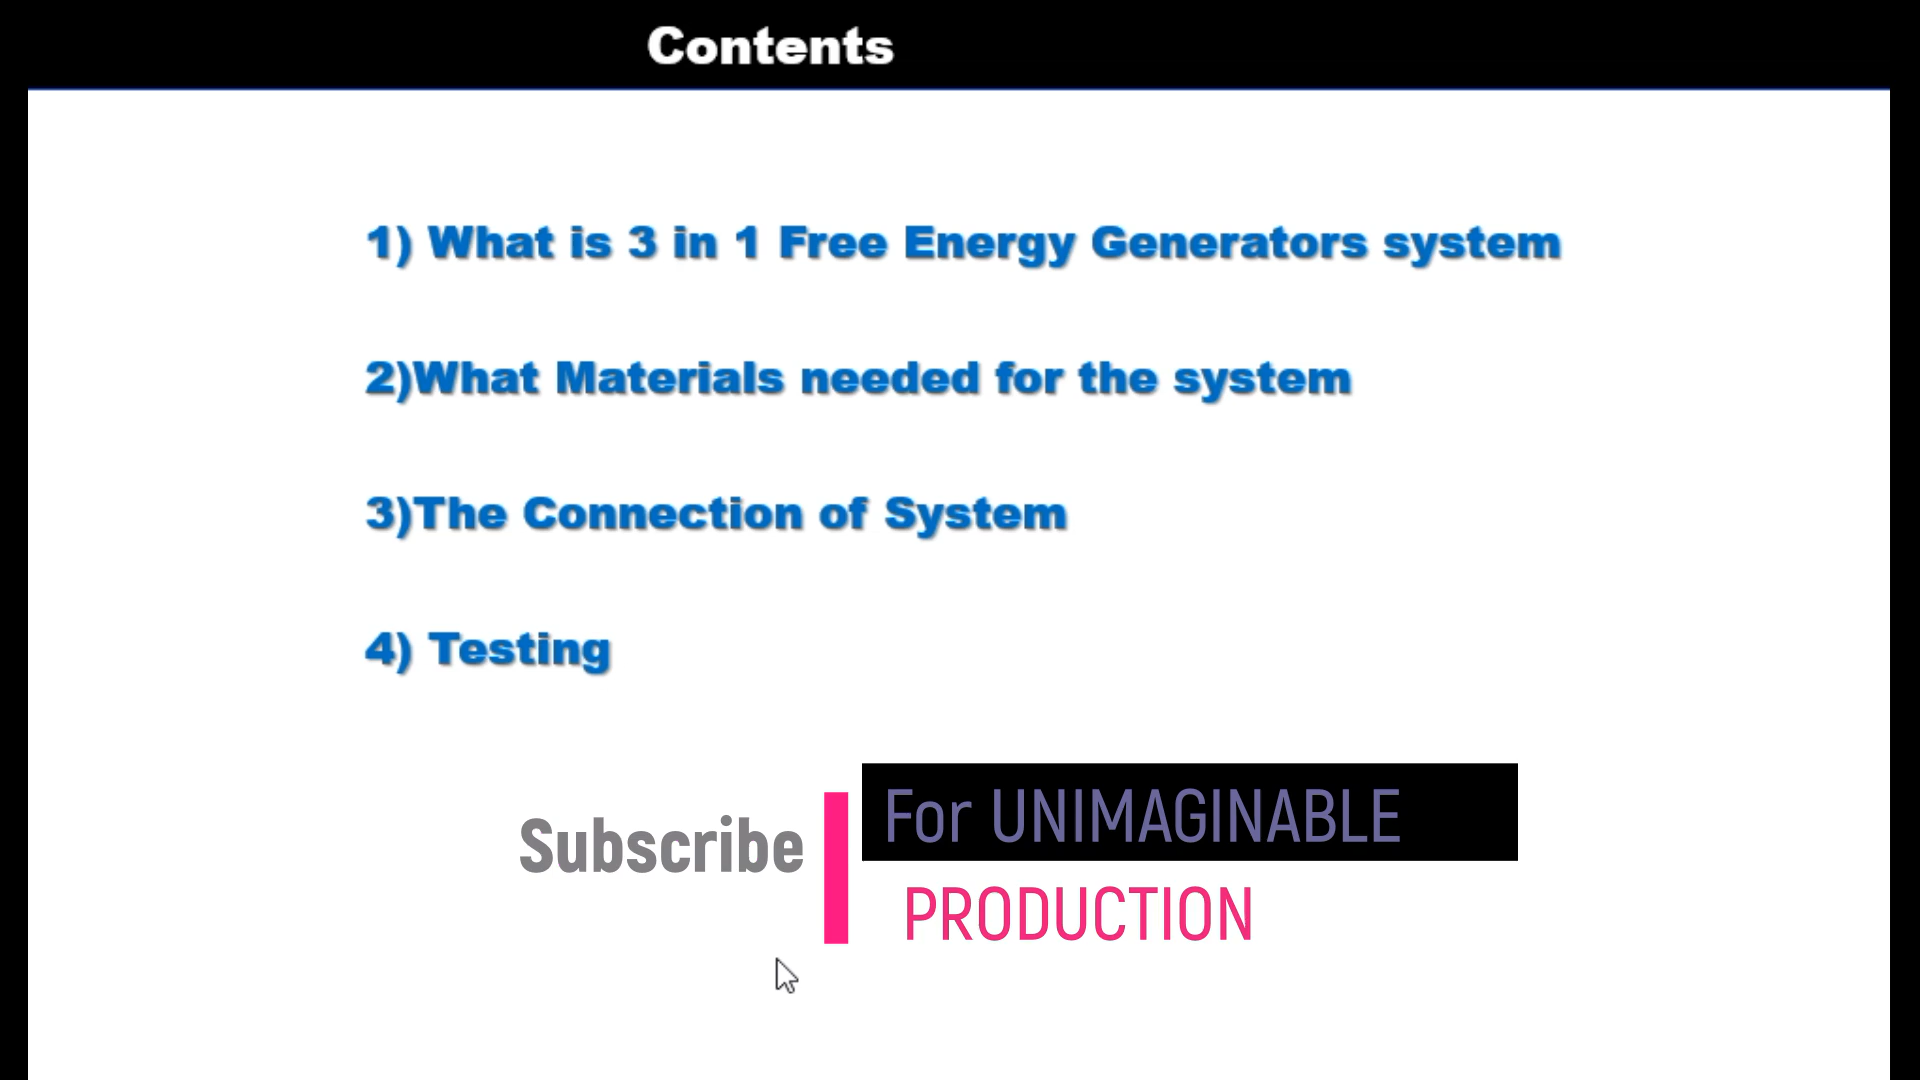 Contents
1) What is 3 in 1 Free Energy Generators system
2)What Materials needed for the system
3)The Connection of System
4) Testing
Subscribe
For UNIMAGINABLE
PRODUCTION